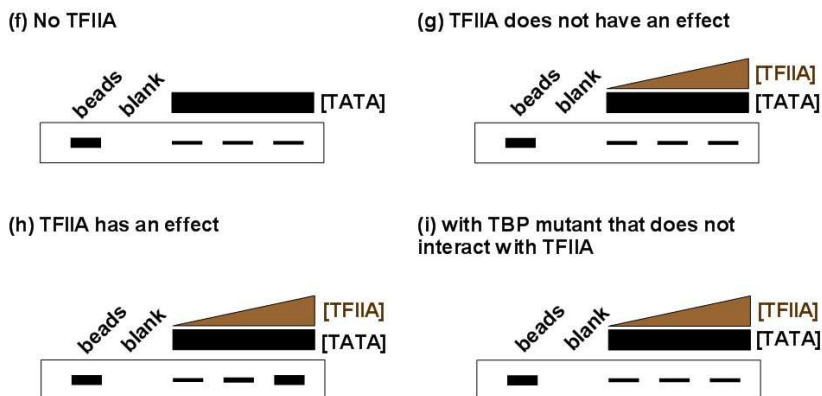 (f) No TFIIA
beads
blank
[TATA]
(g) TFIIA does not have an effect
beads
blank
[TFIIA]
[TATA]
(h) TFIIA has an effect
beads
blank
[TFIIA]
[TATA]
(i) with TBP mutant that does not
interact with TFIIA
beads
blank
[TFIIA]
[TATA]